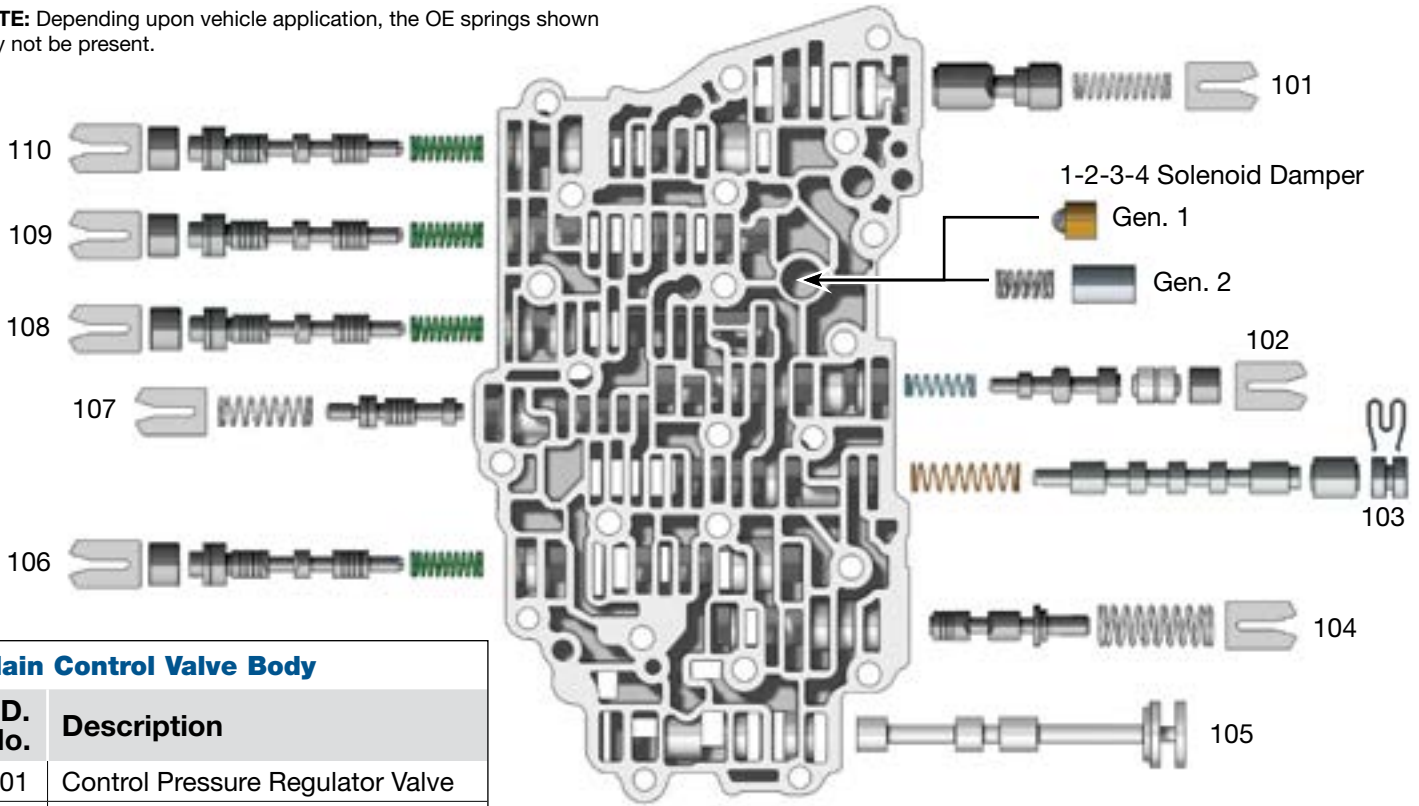 TE: Depending upon vehicle application, the OE springs shown
y not be present.
101
110
1-2-3-4 Solenoid Damper
Gen. 1
109
Gen. 2
108
102
107
103
106
104
105
ain Control Valve Body
D.
lo.
Description
01
Control Pressure Regulator Valve